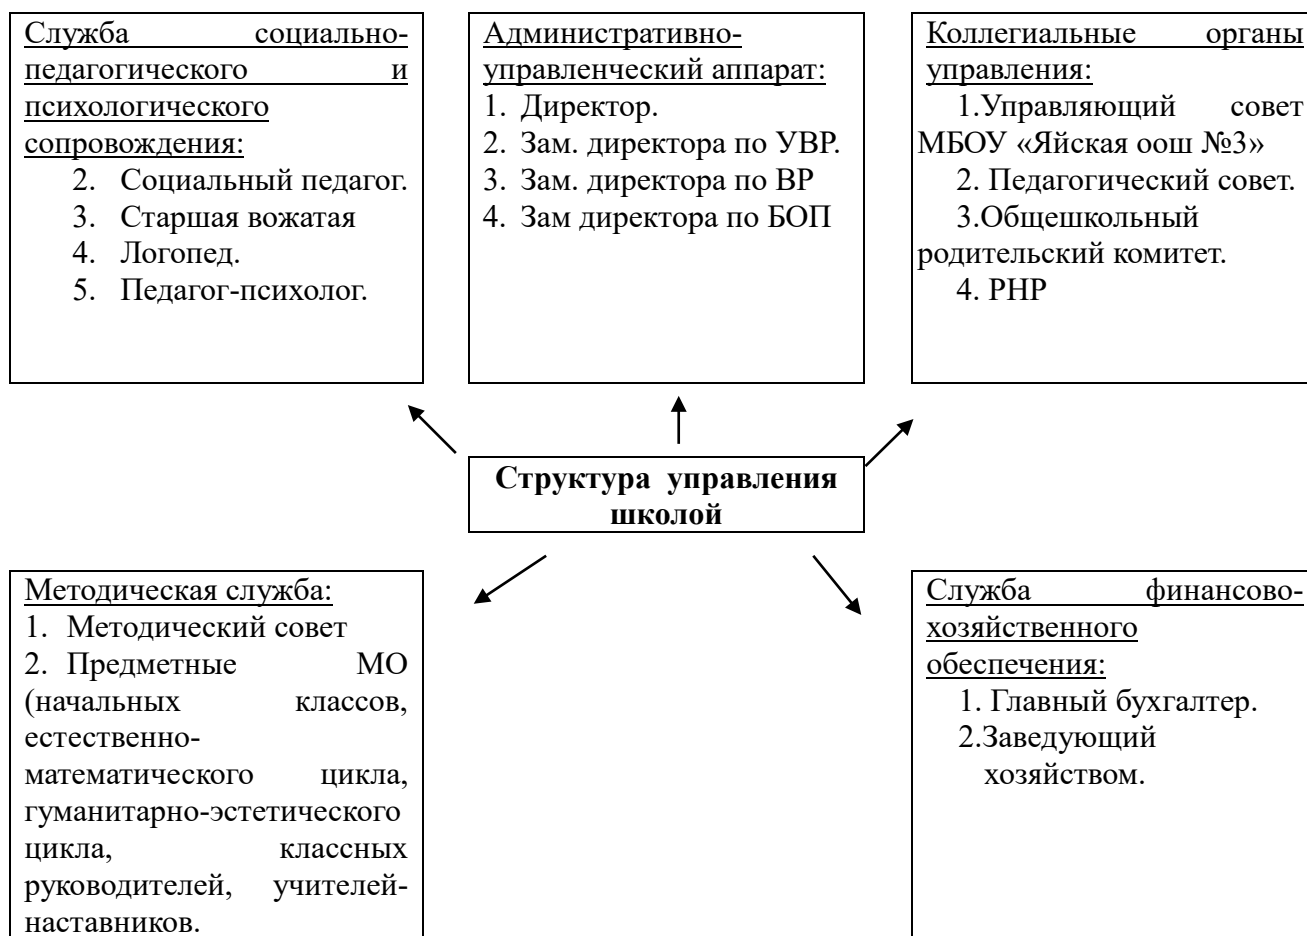 Служба социально-
педагогического и
психологического
сопровождения:
2. Социальный педагог.
3. Старшая вожатая
4. Логопед.
5. Педагог-психолог.
Административно-
управленческий аппарат:
1. Директор.
2. Зам. директора по УВР.
3. Зам. директора по ВР
4. Зам директора по БОП
Коллегиальные органы
управления:
1.Управляющий совет
МБОУ «Яйская оош №3»
2. Педагогический совет.
3.Общешкольный
родительский комитет.
4. РНР
Структура управления
школой
Методическая служба:
1. Методический совет
2. Предметные МО
(начальных классов,
естественно-
математического цикла,
гуманитарно-эстетического
цикла, классных
руководителей, учителей-
наставников.
Служба финансово-
хозяйственного
обеспечения:
1. Главный бухгалтер.
2.Заведующий
хозяйством.